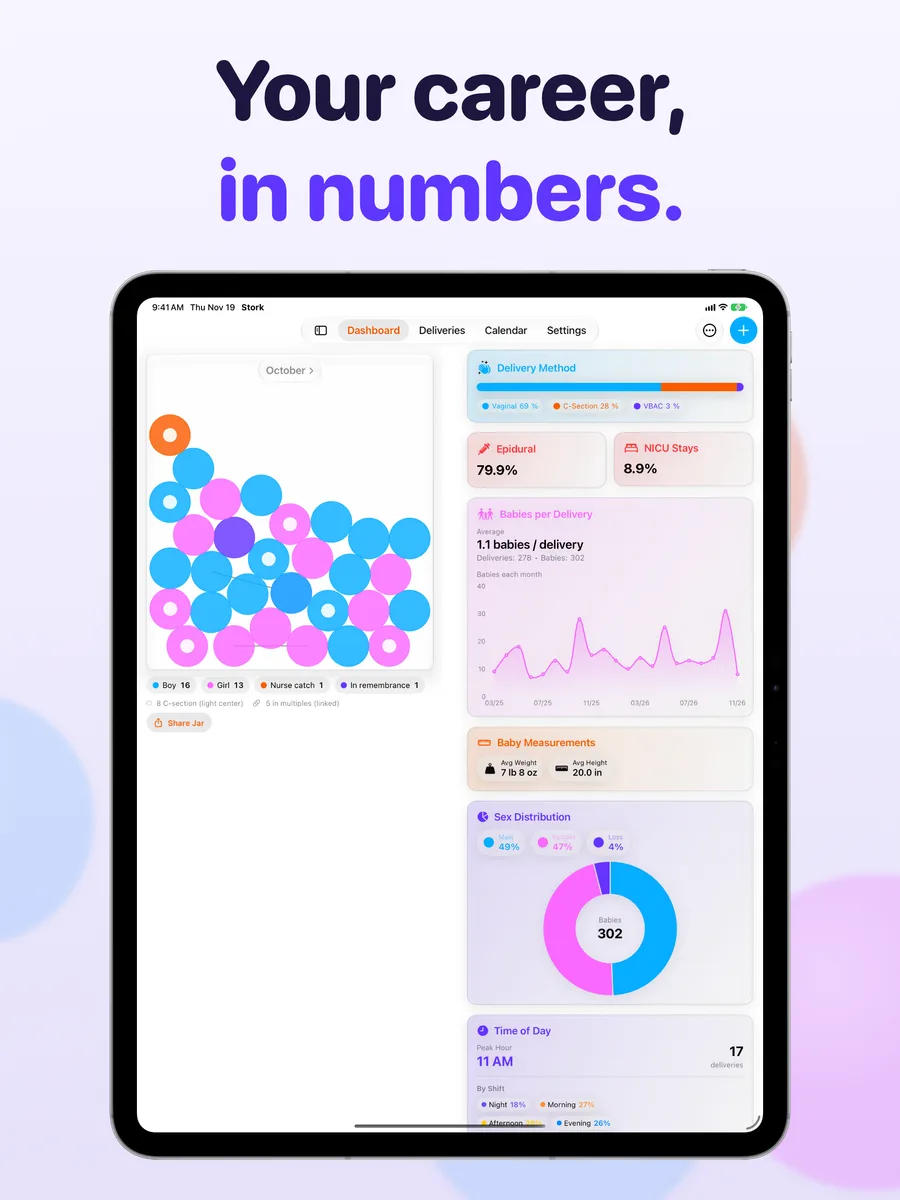 Your career,
in numbers.
9:41 AM Thu Nov 19 Stork
Dashboard Deliveries Calendar Settings
October
Boy 16 Girl 13 Nurse catch 1 In remembrance 1
8 C-section (light center) 5 in multiples (linked)
Share Jar
Delivery Method
Vaginal 69 % C-Section 28 % VBAC 3 %
Epidural
79.9%
NICU Stays
8.9%
Babies per Delivery
Average
1.1 babies / delivery
Deliveries: 278 • Babies: 302
Babies each month
40
30
20
10
0
03/25 07/25 11/25 03/26 07/26 11/26
Baby Measurements
Avg Weight
7 lb 8 oz
Avg Height
20.0 in
Sex Distribution
Male
49%
47%
Loss
4%
Babies
302
Time of Day
Peak Hour
11 AM
17
deliveries
By Shift
Night 18% Morning 27%
Afternoon Evening 26%